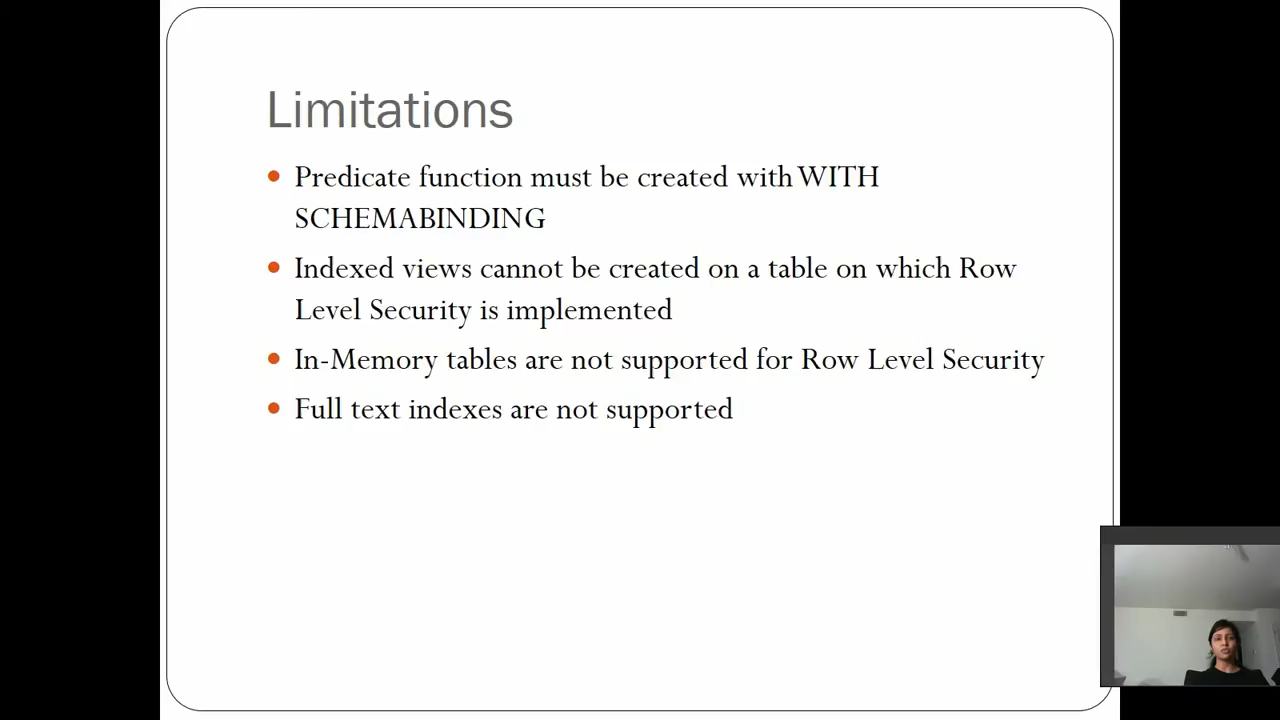 Limitations
Predicate function must be created with WITH
SCHEMABINDING
Indexed views cannot be created on a table on which Row
Level Security is implemented
In-Memory tables are not supported for Row Level Security
Full text indexes are not supported